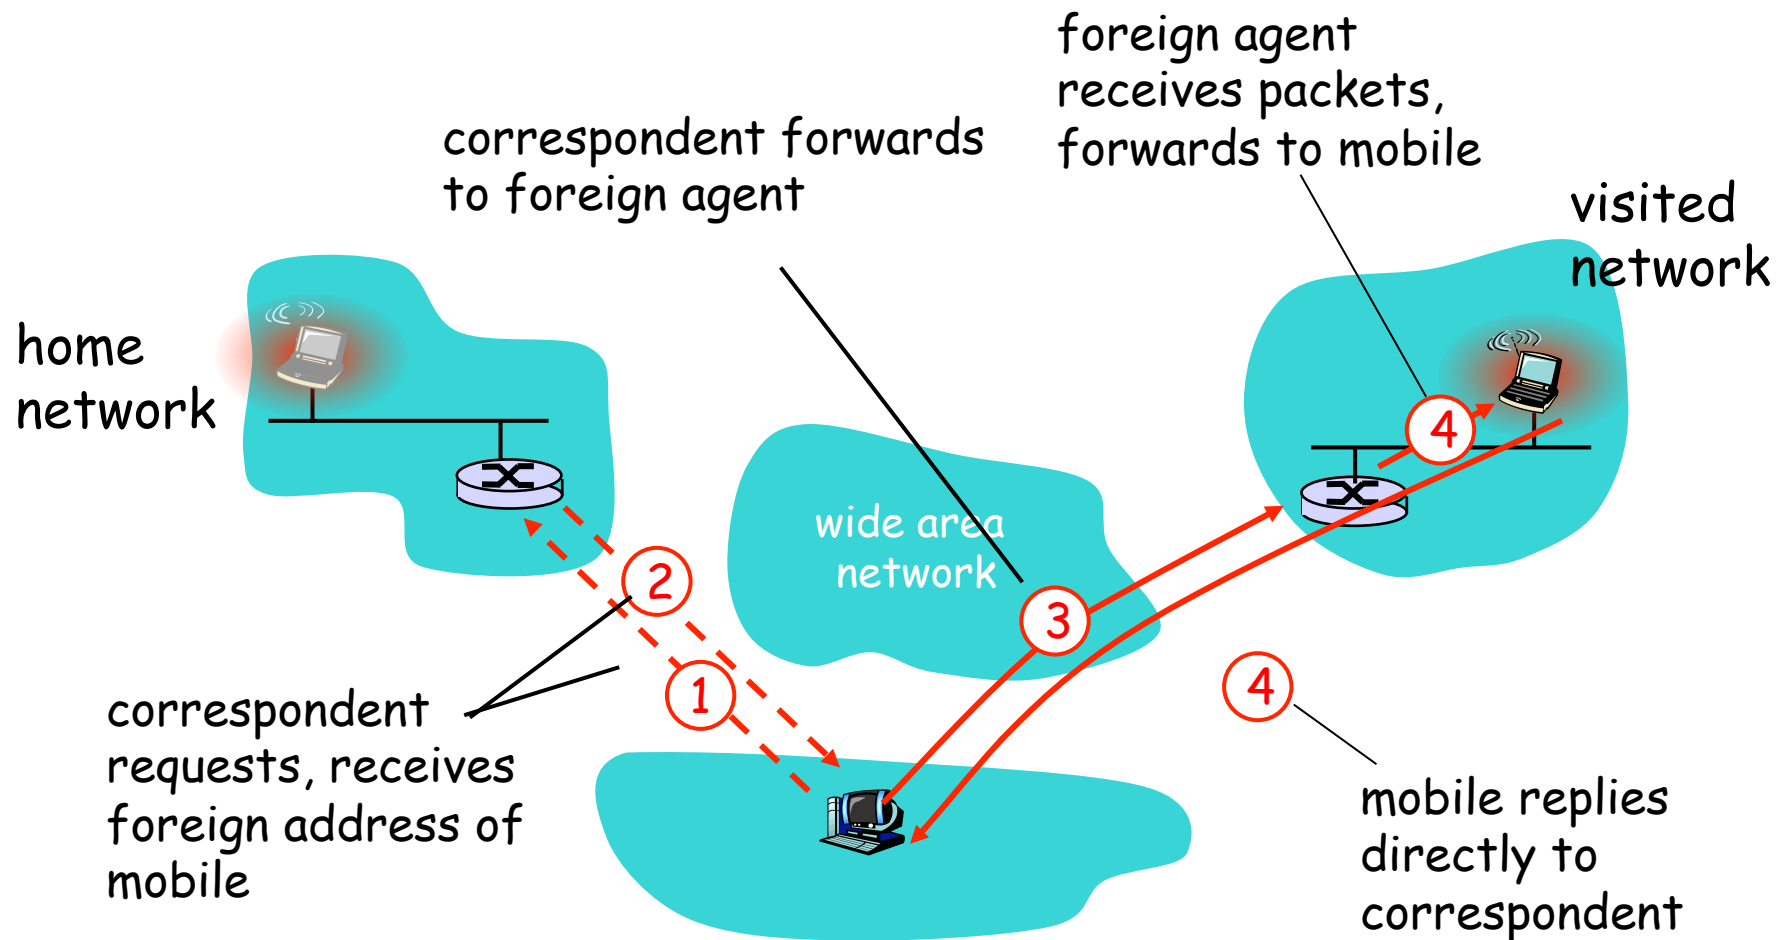 foreign agent
receives packets,
forwards to mobile
correspondent forwards
to foreign agent
visited
network
home
network
4
wide area
network
2
3
1
4
correspondent
requests, receives
foreign address of
mobile
mobile replies
directly to
correspondent